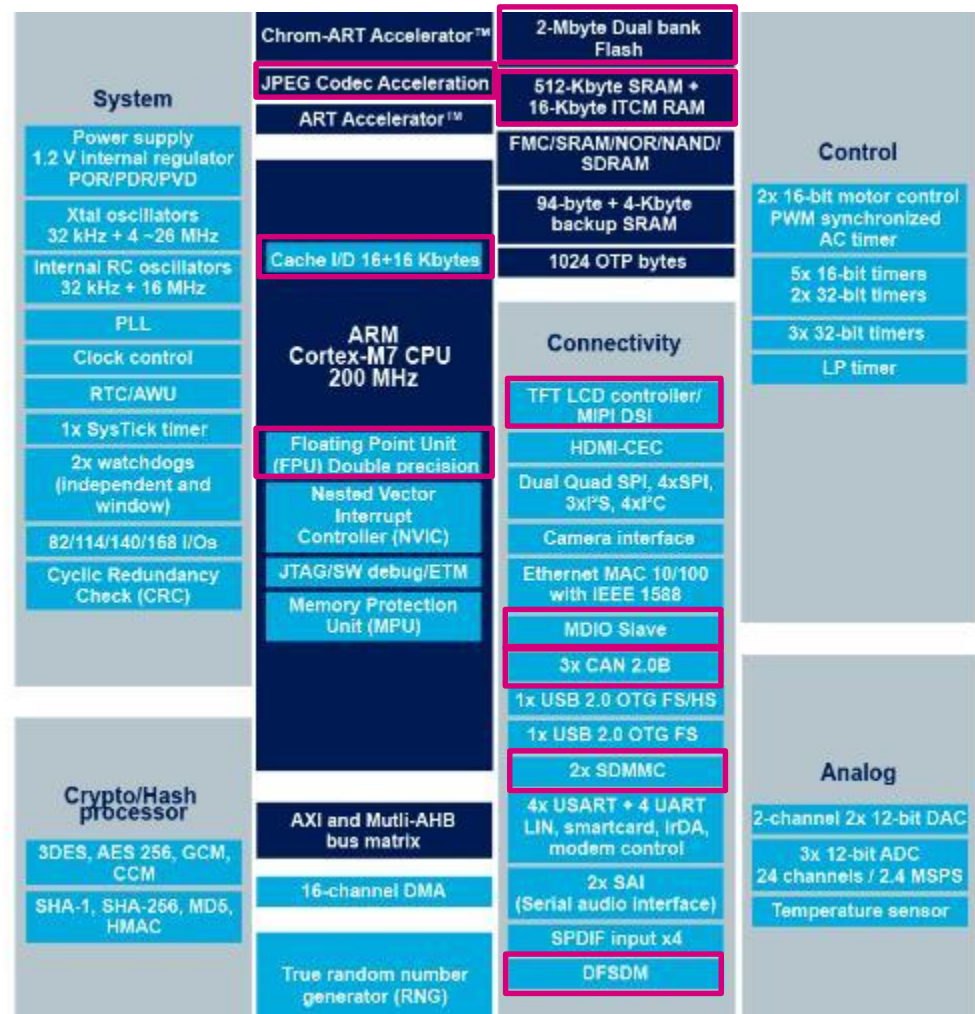 System
Power supply
1.2 V internal regulator
POR/PDR/PVD
Xtal oscillators
32 kHz + 4 ~26 MHz
Internal RC oscillators
32 kHz + 16 MHz
PLL
Clock control
RTC/AWU
1x SysTick timer
2x watchdogs
(independent and
window)
82/114/140/168 I/Os
Cyclic Redundancy
Check (CRC)
Crypto/Hash
processor
3DES, AES 256, GCM,
CCM
SHA-1, SHA-256, MD5,
HMAC
Chrom-ART Accelerator™
JPEG Codec Acceleration
ART Accelerator™
Cache I/D 16+16 Kbytes
ARM
Cortex-M7 CPU
200 MHz
Floating Point Unit
(FPU) Double precision
Nested Vector
Interrupt
Controller (NVIC)
JTAG/SW debug/ETM
Memory Protection
Unit (MPU)
AXI and Mutli-AHB
bus matrix
16-channel DMA
True random number
generator (RNG)
2-Mbyte Dual bank
Flash
512-Kbyte SRAM +
16-Kbyte ITCM RAM
FMC/SRAM/NOR/NAND/
SDRAM
94-byte + 4-Kbyte
backup SRAM
1024 OTP bytes
Connectivity
TFT LCD controller/
MIPI DSI
HDMI-CEC
Dual Quad SPI, 4xSPI,
3xI²S, 4xI²C
Camera interface
Ethernet MAC 10/100
with IEEE 1588
MDIO Slave
3x CAN 2.0B
1x USB 2.0 OTG FS/HS
1x USB 2.0 OTG FS
2x SDMMC
4x USART + 4 UART
LIN, smartcard, IrDA,
modem control
2x SAI
(Serial audio interface)
SPDIF input x4
DFSDM
Control
2x 16-bit motor control
PWM synchronized
AC timer
5x 16-bit timers
2x 32-bit timers
3x 32-bit timers
LP timer
Analog
2-channel 2x 12-bit DAC
3x 12-bit ADC
24 channels / 2.4 MSPS
Temperature sensor